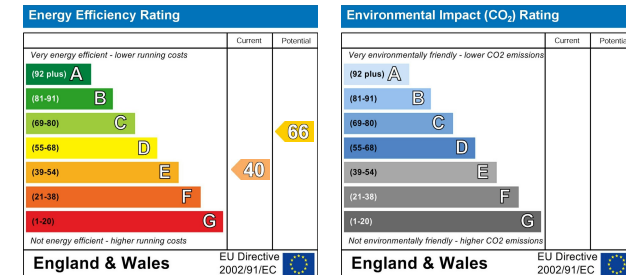 Energy Efficiency Rating
Current Potential
Very energy efficient - lower running costs
(92 plus) A
(81-91) B
(69-80) C
(55-68) D
(39-54) E
(21-38) F
(1-20) G
40
66
Not energy efficient - higher running costs
England & Wales
EU Directive
2002/91/EC
Environmental Impact (CO₂) Rating
Current Potential
Very environmentally friendly - lower CO2 emissions
(92 plus) A
(81-91) B
(69-80) C
(55-68) D
(39-54) E
(21-38) F
(1-20) G
Not environmentally friendly - higher CO2 emissions
England & Wales
EU Directive
2002/91/EC